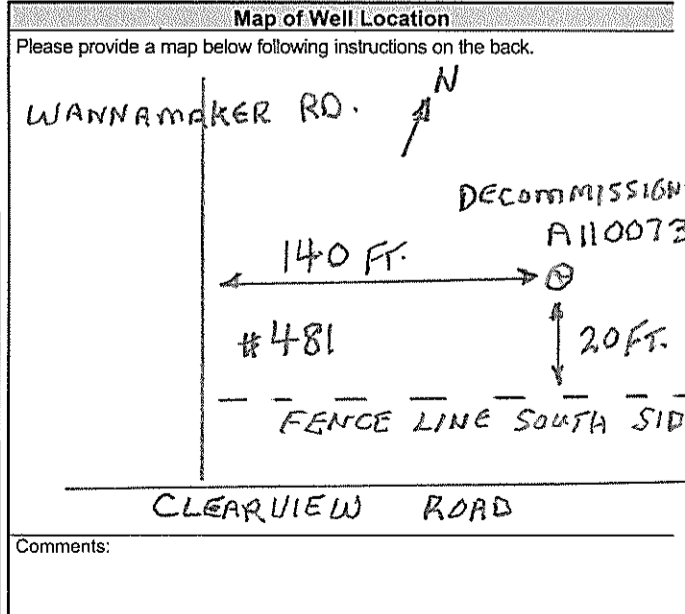 Map of Well Location
Please provide a map below following instructions on the back.
WANNAMAKER RD.
N
DECOMMISSION
A110073
140 FT.
#481
20 FT.
FENCE LINE SOUTH SID
CLEARVIEW ROAD
Comments: